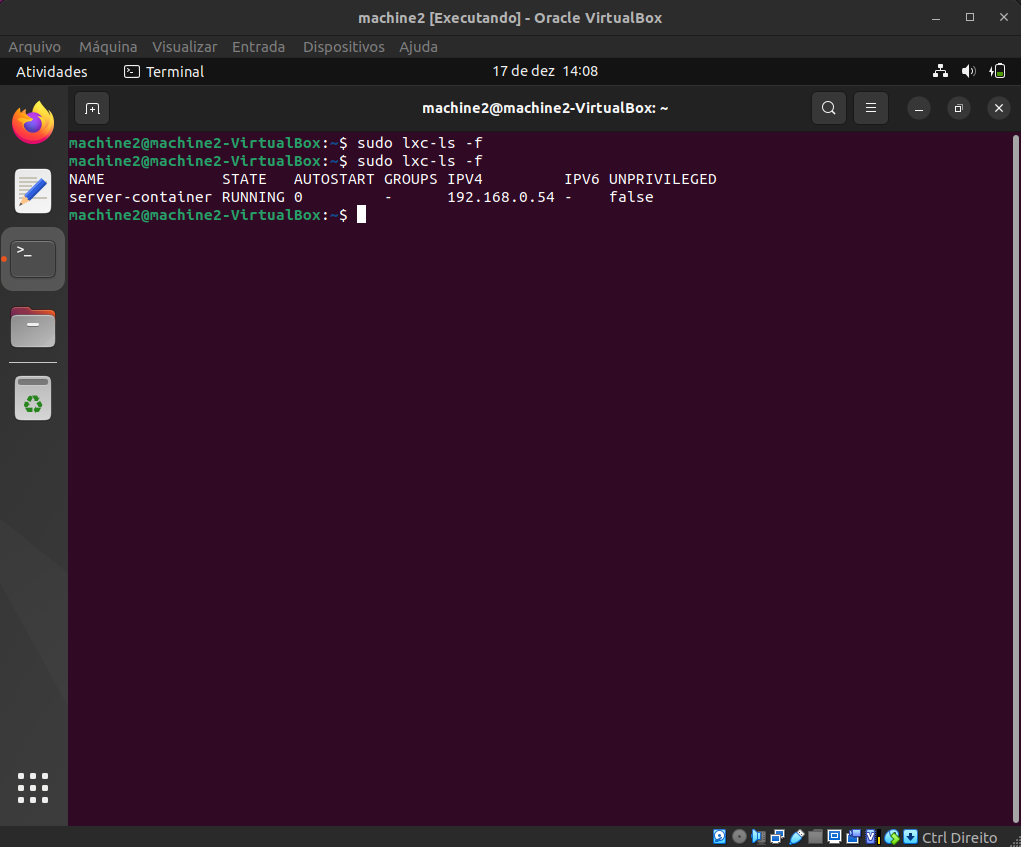 machine2 [Executando] - Oracle VirtualBox
Arquivo Máquina Visualizar Entrada Dispositivos Ajuda
Atividades Terminal 17 de dez 14:08
machine2@machine2-VirtualBox: ~
machine2@machine2-VirtualBox:~$ sudo lxc-ls -f
machine2@machine2-VirtualBox:~$ sudo lxc-ls -f
NAME STATE AUTOSTART GROUPS IPV4 IPV6 UNPRIVILEGED
server-container RUNNING 0 - 192.168.0.54 - false
machine2@machine2-VirtualBox:~$
Ctrl Direito